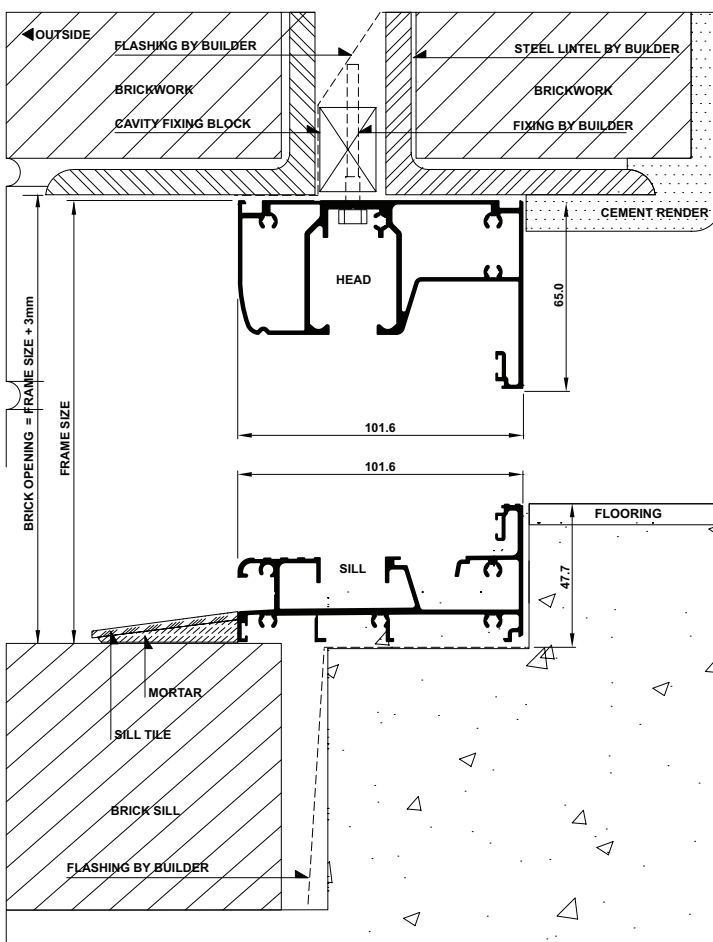 OUTSIDE
FLASHING BY BUILDER
STEEL LINTEL BY BUILDER
BRICKWORK
BRICKWORK
CAVITY FIXING BLOCK
FIXING BY BUILDER
CEMENT RENDER
HEAD
65.0
BRICK OPENING = FRAME SIZE + 3mm
FRAME SIZE
101.6
101.6
FLOORING
SILL
47.7
MORTAR
SILL TILE
BRICK SILL
FLASHING BY BUILDER